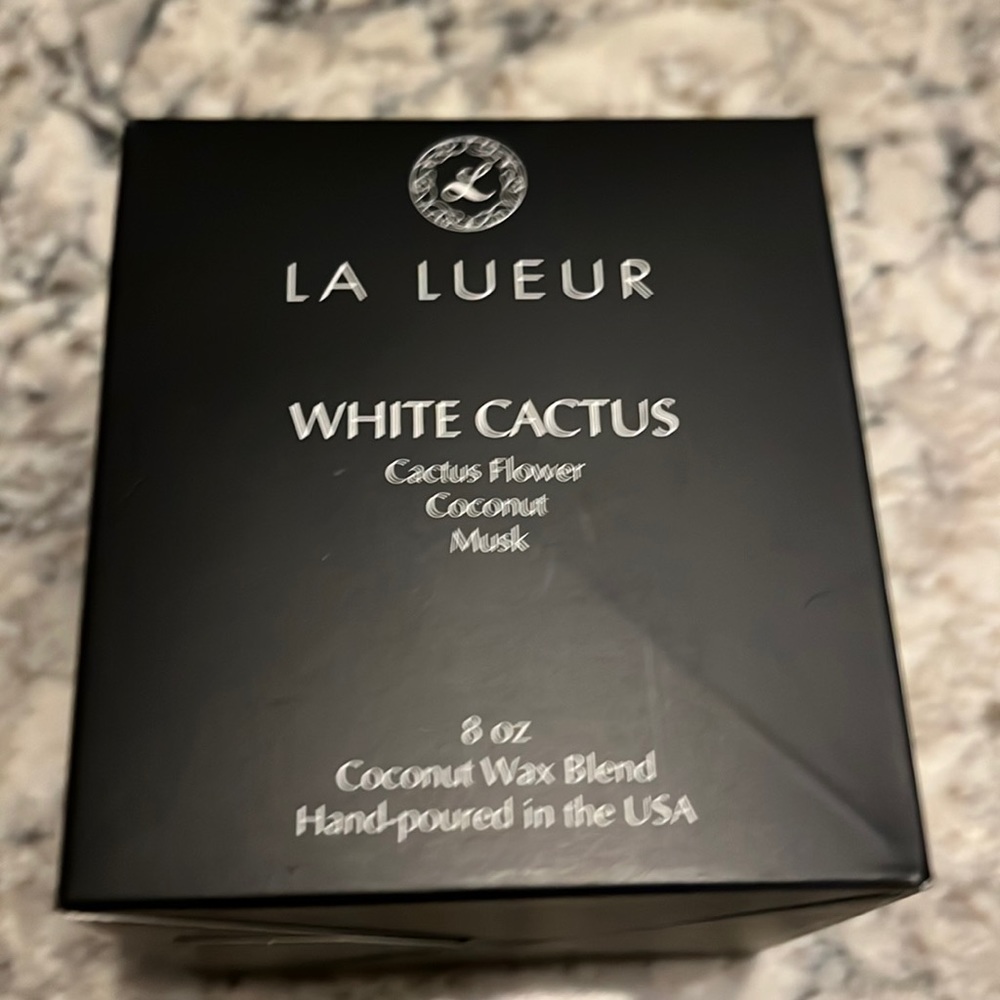 L
LA LUEUR
WHITE CACTUS
Cactus Flower
Coconut
Musk
8 oz
Coconut Wax Blend
Hand-poured in the USA